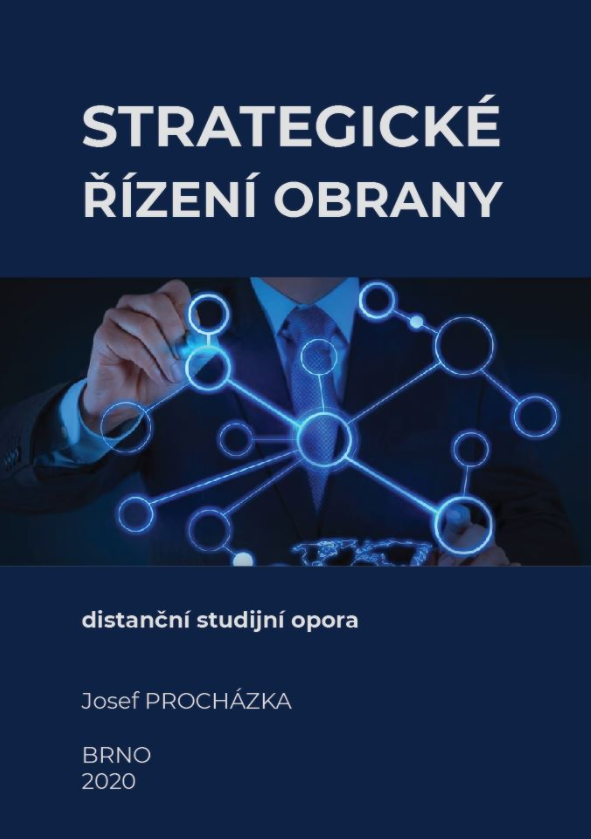 STRATEGICKÉ
ŘÍZENÍ OBRANY
distanční studijní opora
Josef PROCHÁZKA
BRNO
2020